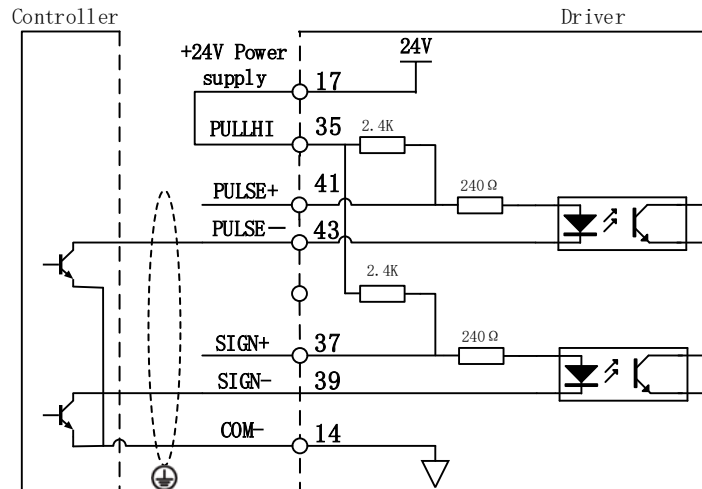 Controller
Driver
+24V Power
supply
24V
17
PULLHI
35
2.4K
PULSE+
41
240Ω
PULSE-
43
2.4K
SIGN+
37
240Ω
SIGN-
39
COM-
14